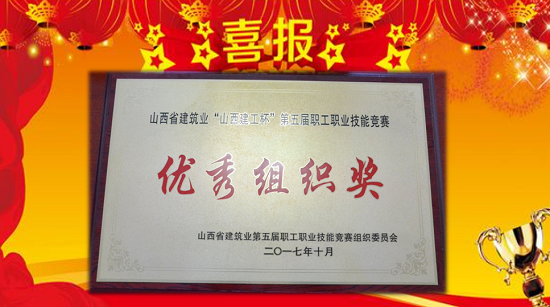 喜报
山西省建筑业“山西建工杯”第五届职工职业技能竞赛
优秀组织奖
山西省建筑业第五届职工职业技能竞赛组织委员会
二〇一七年十月